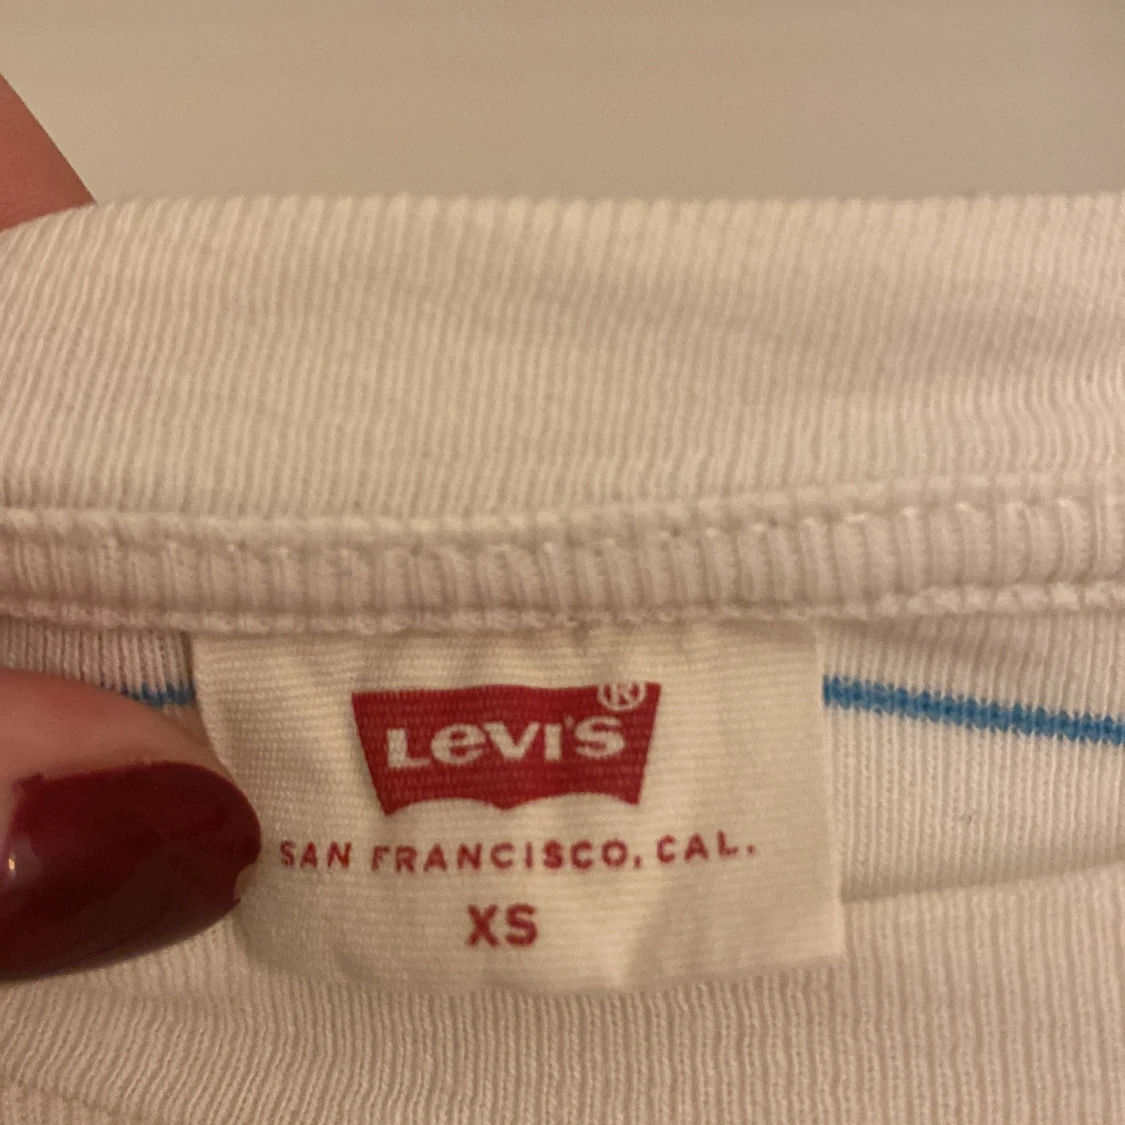 LEVI'S®
SAN FRANCISCO, CAL.
XS